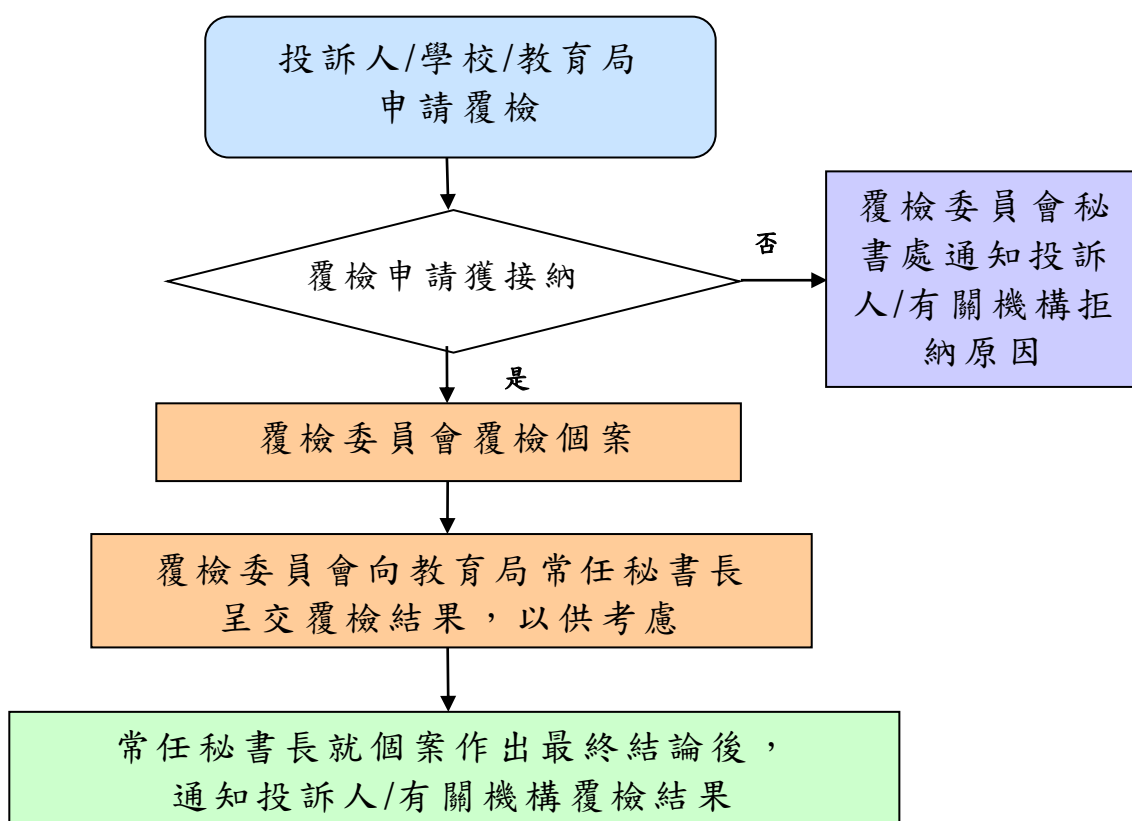 投訴人/學校/教育局
申請覆檢
覆檢申請獲接納
否
覆檢委員會秘
書處通知投訴
人/有關機構拒
納原因
是
覆檢委員會覆檢個案
覆檢委員會向教育局常任秘書長
呈交覆檢結果，以供考慮
常任秘書長就個案作出最終結論後，
通知投訴人/有關機構覆檢結果